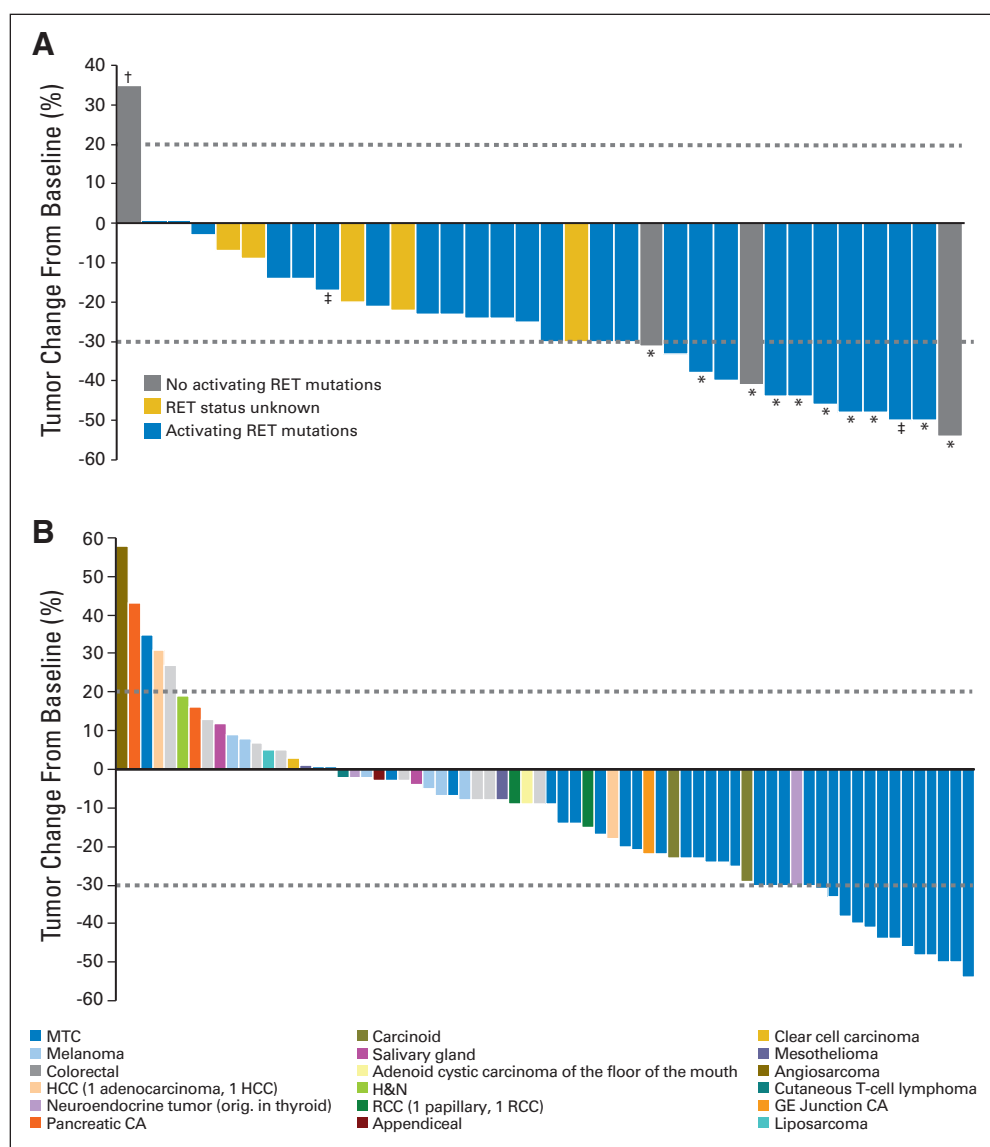 A
Tumor Change From Baseline (%)
40
30
20
10
0
-10
-20
-30
-40
-50
-60
†
‡
* * * * * * * * ‡ * *
No activating RET mutations
RET status unknown
Activating RET mutations
B
Tumor Change From Baseline (%)
60
50
40
30
20
10
0
-10
-20
-30
-40
-50
-60
MTC
Melanoma
Colorectal
HCC (1 adenocarcinoma, 1 HCC)
Neuroendocrine tumor (orig. in thyroid)
Pancreatic CA
Carcinoid
Salivary gland
Adenoid cystic carcinoma of the floor of the mouth
H&N
RCC (1 papillary, 1 RCC)
Appendiceal
Clear cell carcinoma
Mesothelioma
Angiosarcoma
Cutaneous T-cell lymphoma
GE Junction CA
Liposarcoma